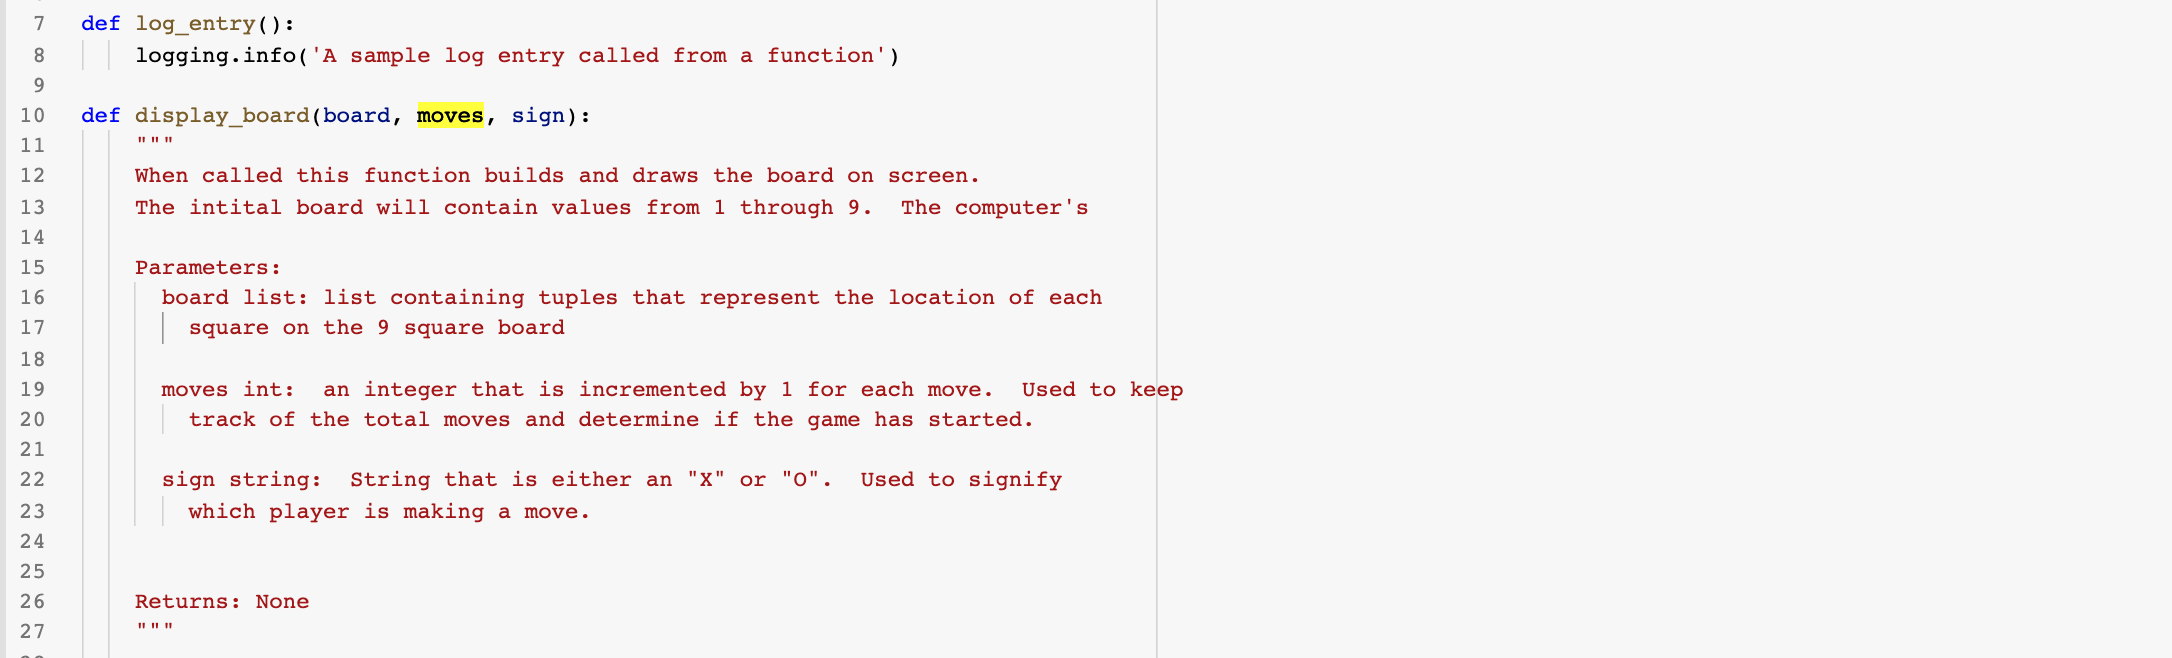 7 def log_entry():
8 logging.info('A sample log entry called from a function')
9
10 def display_board(board, moves, sign):
11 """
12 When called this function builds and draws the board on screen.
13 The intital board will contain values from 1 through 9.  The computer's
14
15 Parameters:
16 board list: list containing tuples that represent the location of each
17 square on the 9 square board
18
19 moves int:  an integer that is incremented by 1 for each move.  Used to keep
20 track of the total moves and determine if the game has started.
21
22 sign string:  String that is either an "X" or "O".  Used to signify
23 which player is making a move.
24
25
26 Returns: None
27 """